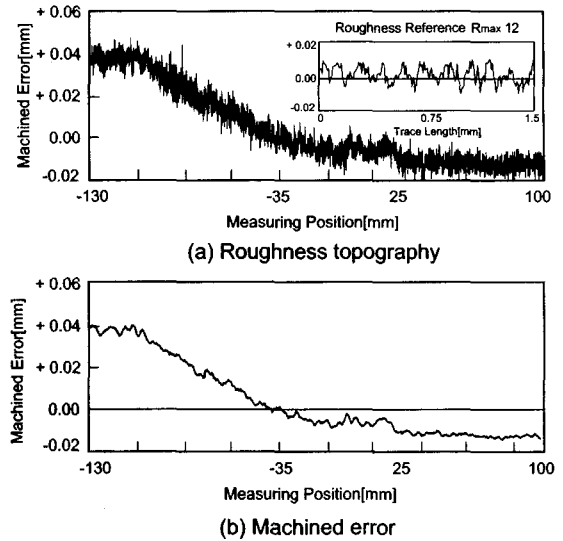 Roughness Reference Rmax 12
+ 0.02
0.00
-0.02
0 0.75 1.5
Trace Length[mm]
+ 0.06
+ 0.04
+ 0.02
0.00
-0.02
Machined Error[mm]
-130 -35 25 100
Measuring Position[mm]
(a) Roughness topography
+ 0.06
+ 0.04
+ 0.02
0.00
-0.02
Machined Error[mm]
-130 -35 25 100
Measuring Position[mm]
(b) Machined error